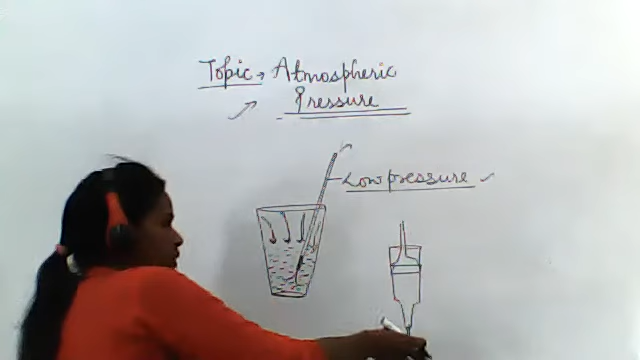 Topic → Atmospheric
Pressure
Low pressure